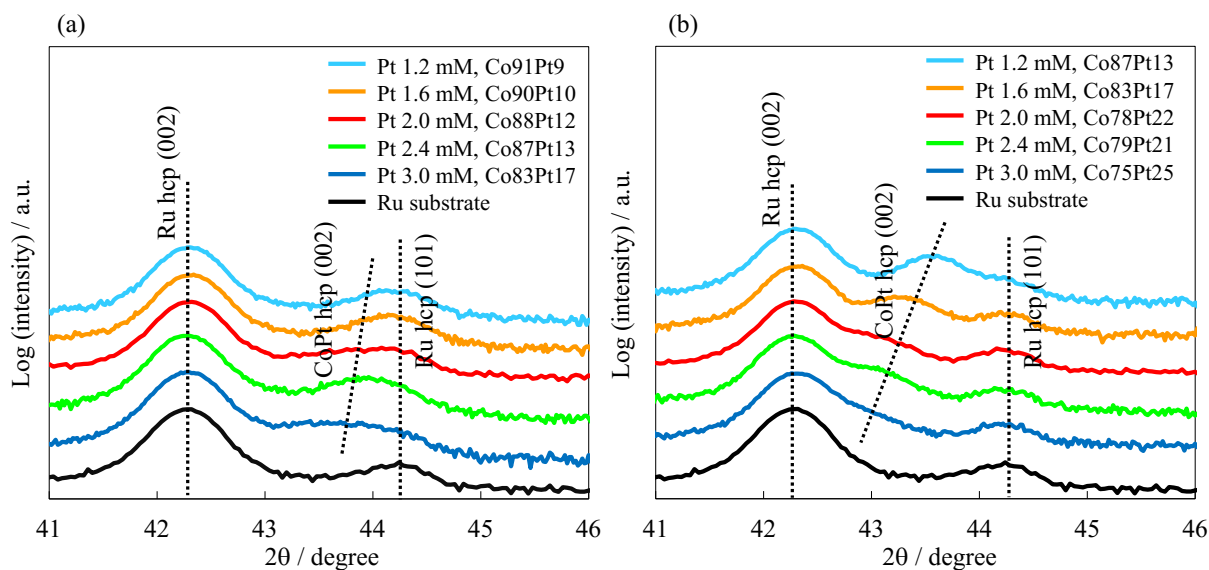 (a)
Pt 1.2 mM, Co91Pt9
Pt 1.6 mM, Co90Pt10
Pt 2.0 mM, Co88Pt12
Pt 2.4 mM, Co87Pt13
Pt 3.0 mM, Co83Pt17
Ru substrate
Ru hcp (002)
CoPt hcp (002)
Ru hcp (101)
Log (intensity) / a.u.
41 42 43 44 45 46
2θ / degree
(b)
Pt 1.2 mM, Co87Pt13
Pt 1.6 mM, Co83Pt17
Pt 2.0 mM, Co78Pt22
Pt 2.4 mM, Co79Pt21
Pt 3.0 mM, Co75Pt25
Ru substrate
Ru hcp (002)
CoPt hcp (002)
Ru hcp (101)
Log (intensity) / a.u.
41 42 43 44 45 46
2θ / degree